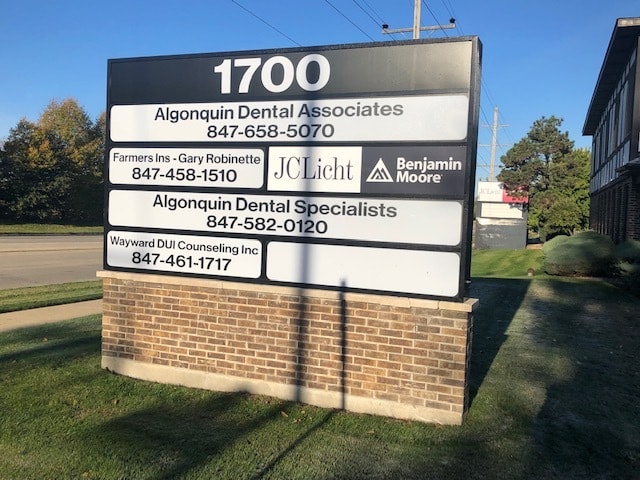 1700
Algonquin Dental Associates
847-658-5070
Farmers Ins - Gary Robinette
847-458-1510
JCLicht
Benjamin
Moore
Algonquin Dental Specialists
847-582-0120
Wayward DUI Counseling Inc
847-461-1717